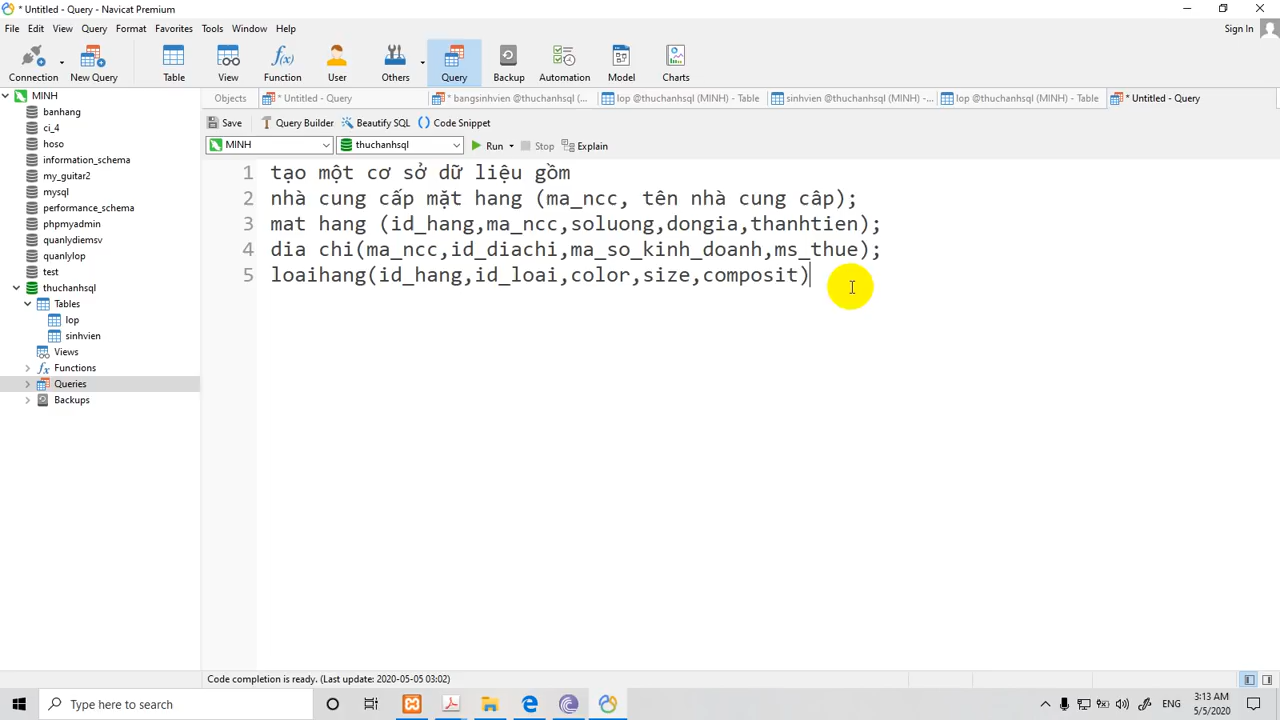 * Untitled - Query - Navicat Premium
File Edit View Query Format Favorites Tools Window Help
Sign In
Connection New Query Table View Function User Others Query Backup Automation Model Charts
MINH
banhang
ci_4
hoso
information_schema
my_guitar2
mysql
performance_schema
phpmyadmin
quanlydiemsv
quanlylop
test
thuchanhsql
Tables
lop
sinhvien
Views
Functions
Queries
Backups
Objects * Untitled - Query * bangsinhvien @thuchanhsql (... lop @thuchanhsql (MINH) - Table sinhvien @thuchanhsql (MINH) -... lop @thuchanhsql (MINH) - Table * Untitled - Query
Save Query Builder Beautify SQL () Code Snippet
MINH thuchanhsql Run Stop Explain
1 tạo một cơ sở dữ liệu gồm
2 nhà cung cấp mặt hang (ma_ncc, tên nhà cung câp);
3 mat hang (id_hang,ma_ncc,soluong,dongia,thanhtien);
4 dia chi(ma_ncc,id_diachi,ma_so_kinh_doanh,ms_thue);
5 loaihang(id_hang,id_loai,color,size,composit)
Code completion is ready. (Last update: 2020-05-05 03:02)
Type here to search
ENG
3:13 AM
5/5/2020